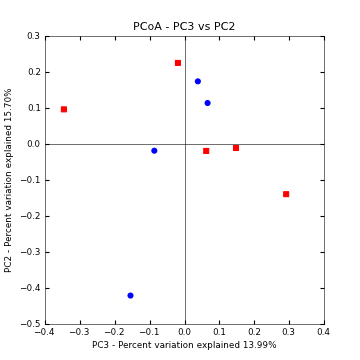 PCoA - PC3 vs PC2
PC2 - Percent variation explained 15.70%
0.3
0.2
0.1
0.0
−0.1
−0.2
−0.3
−0.4
−0.5
−0.4 −0.3 −0.2 −0.1 0.0 0.1 0.2 0.3 0.4
PC3 - Percent variation explained 13.99%